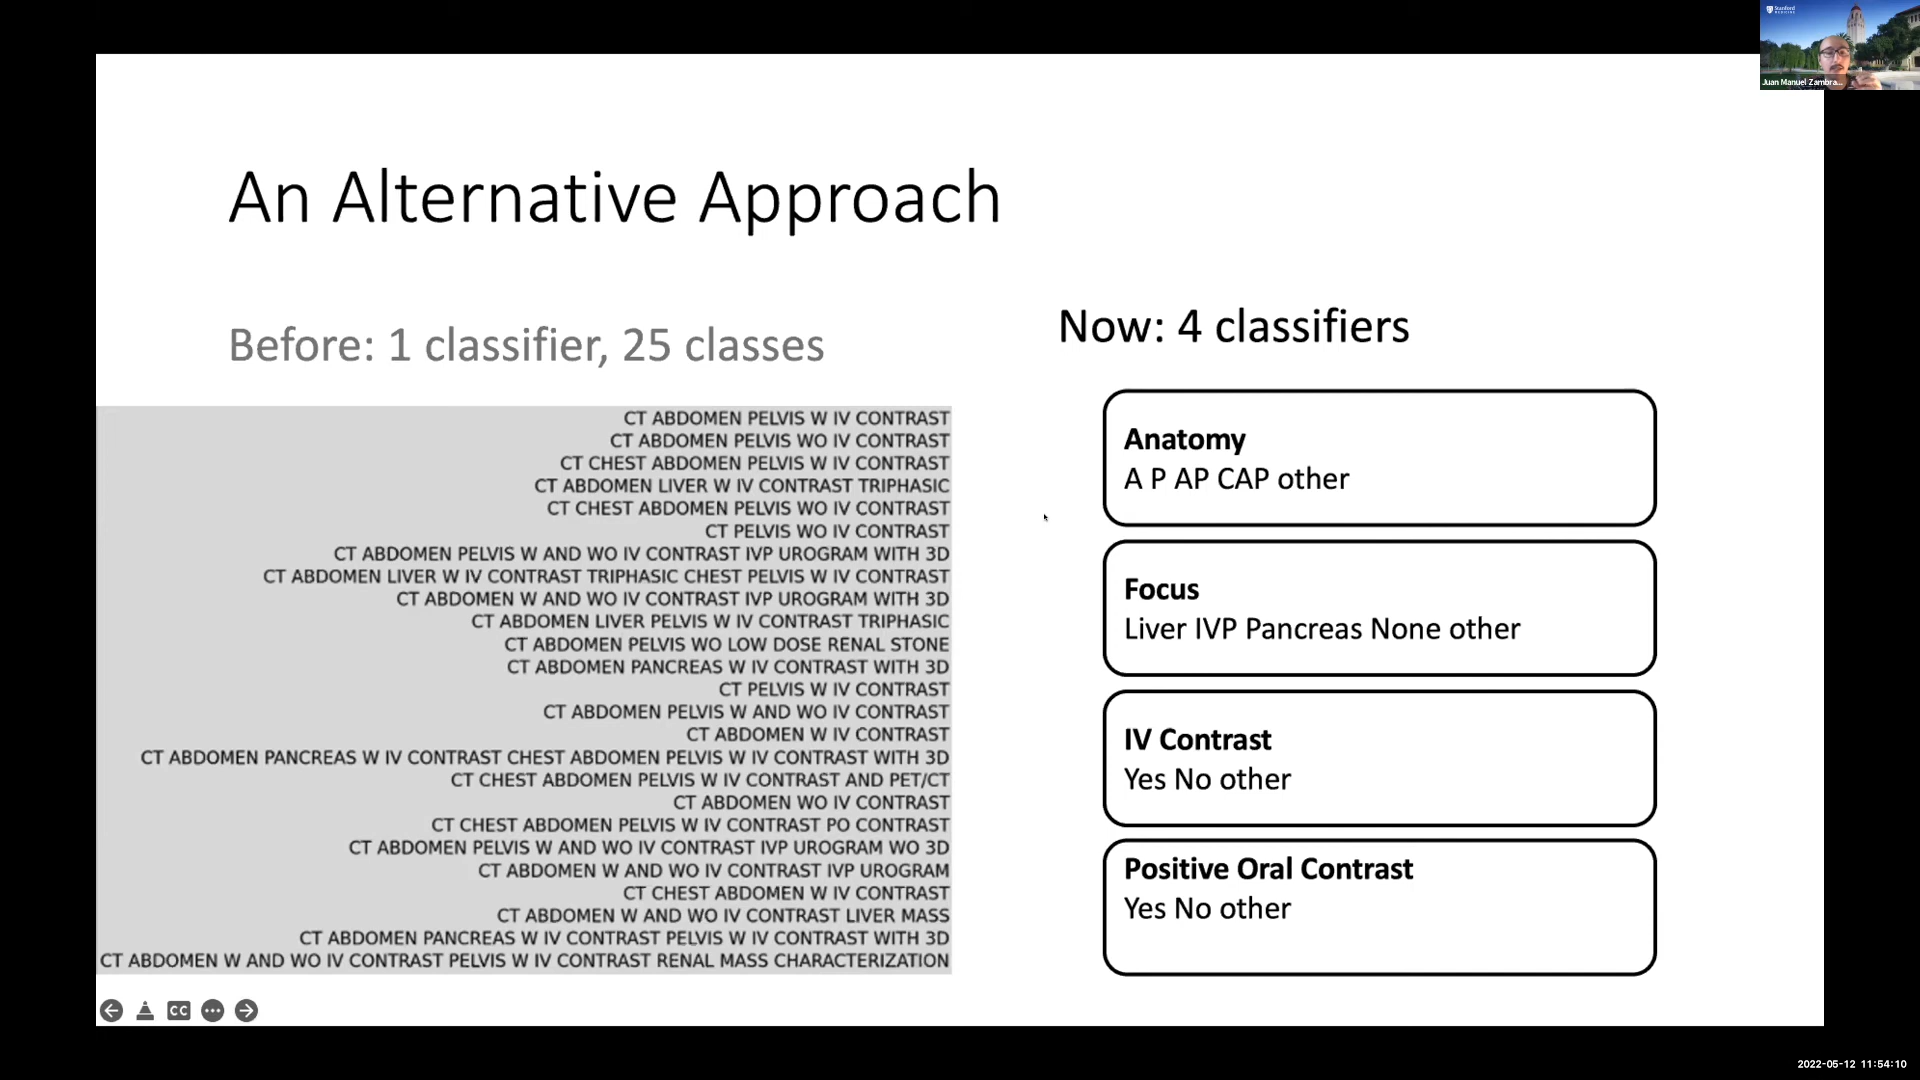 Stanford
MEDICINE
Juan Manuel Zambra...
An Alternative Approach
Before: 1 classifier, 25 classes
CT ABDOMEN PELVIS W IV CONTRAST
CT ABDOMEN PELVIS WO IV CONTRAST
CT CHEST ABDOMEN PELVIS W IV CONTRAST
CT ABDOMEN LIVER W IV CONTRAST TRIPHASIC
CT CHEST ABDOMEN PELVIS WO IV CONTRAST
CT PELVIS WO IV CONTRAST
CT ABDOMEN PELVIS W AND WO IV CONTRAST IVP UROGRAM WITH 3D
CT ABDOMEN LIVER W IV CONTRAST TRIPHASIC CHEST PELVIS W IV CONTRAST
CT ABDOMEN W AND WO IV CONTRAST IVP UROGRAM WITH 3D
CT ABDOMEN LIVER PELVIS W IV CONTRAST TRIPHASIC
CT ABDOMEN PELVIS WO LOW DOSE RENAL STONE
CT ABDOMEN PANCREAS W IV CONTRAST WITH 3D
CT PELVIS W IV CONTRAST
CT ABDOMEN PELVIS W AND WO IV CONTRAST
CT ABDOMEN W IV CONTRAST
CT ABDOMEN PANCREAS W IV CONTRAST CHEST ABDOMEN PELVIS W IV CONTRAST WITH 3D
CT CHEST ABDOMEN PELVIS W IV CONTRAST AND PET/CT
CT ABDOMEN WO IV CONTRAST
CT CHEST ABDOMEN PELVIS W IV CONTRAST PO CONTRAST
CT ABDOMEN PELVIS W AND WO IV CONTRAST IVP UROGRAM WO 3D
CT ABDOMEN W AND WO IV CONTRAST IVP UROGRAM
CT CHEST ABDOMEN W IV CONTRAST
CT ABDOMEN W AND WO IV CONTRAST LIVER MASS
CT ABDOMEN PANCREAS W IV CONTRAST PELVIS W IV CONTRAST WITH 3D
CT ABDOMEN W AND WO IV CONTRAST PELVIS W IV CONTRAST RENAL MASS CHARACTERIZATION
Now: 4 classifiers
Anatomy
A P AP CAP other
Focus
Liver IVP Pancreas None other
IV Contrast
Yes No other
Positive Oral Contrast
Yes No other
CC
2022-05-12 11:54:10